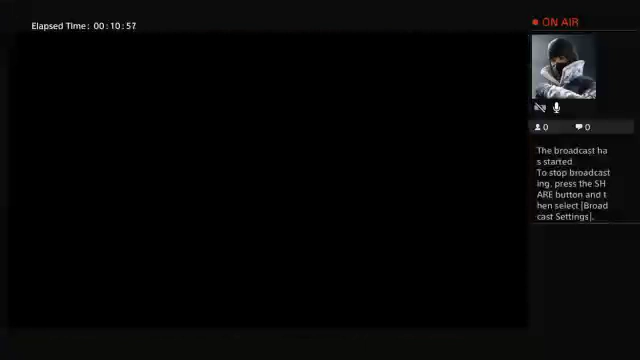 Elapsed Time: 00:10:57
ON AIR
0 0
The broadcast ha
s started
To stop broadcast
ing, press the SH
ARE button and t
hen select [Broad
cast Settings].